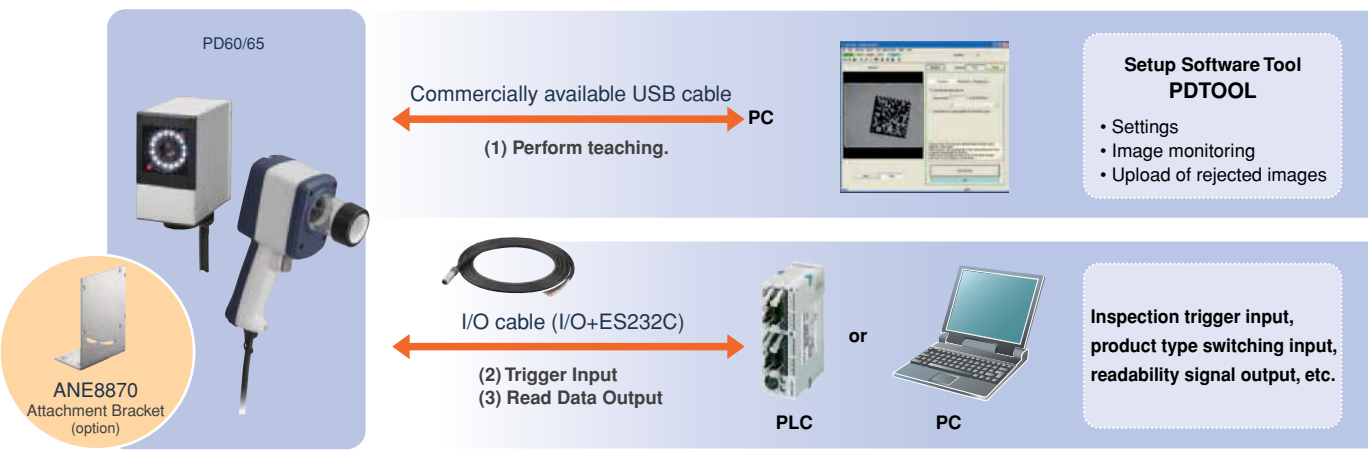 PD60/65
Commercially available USB cable
PC
(1) Perform teaching.
Setup Software Tool
PDTOOL
• Settings
• Image monitoring
• Upload of rejected images
ANE8870
Attachment Bracket
(option)
I/O cable (I/O+ES232C)
(2) Trigger Input
(3) Read Data Output
PLC
or
PC
Inspection trigger input,
product type switching input,
readability signal output, etc.